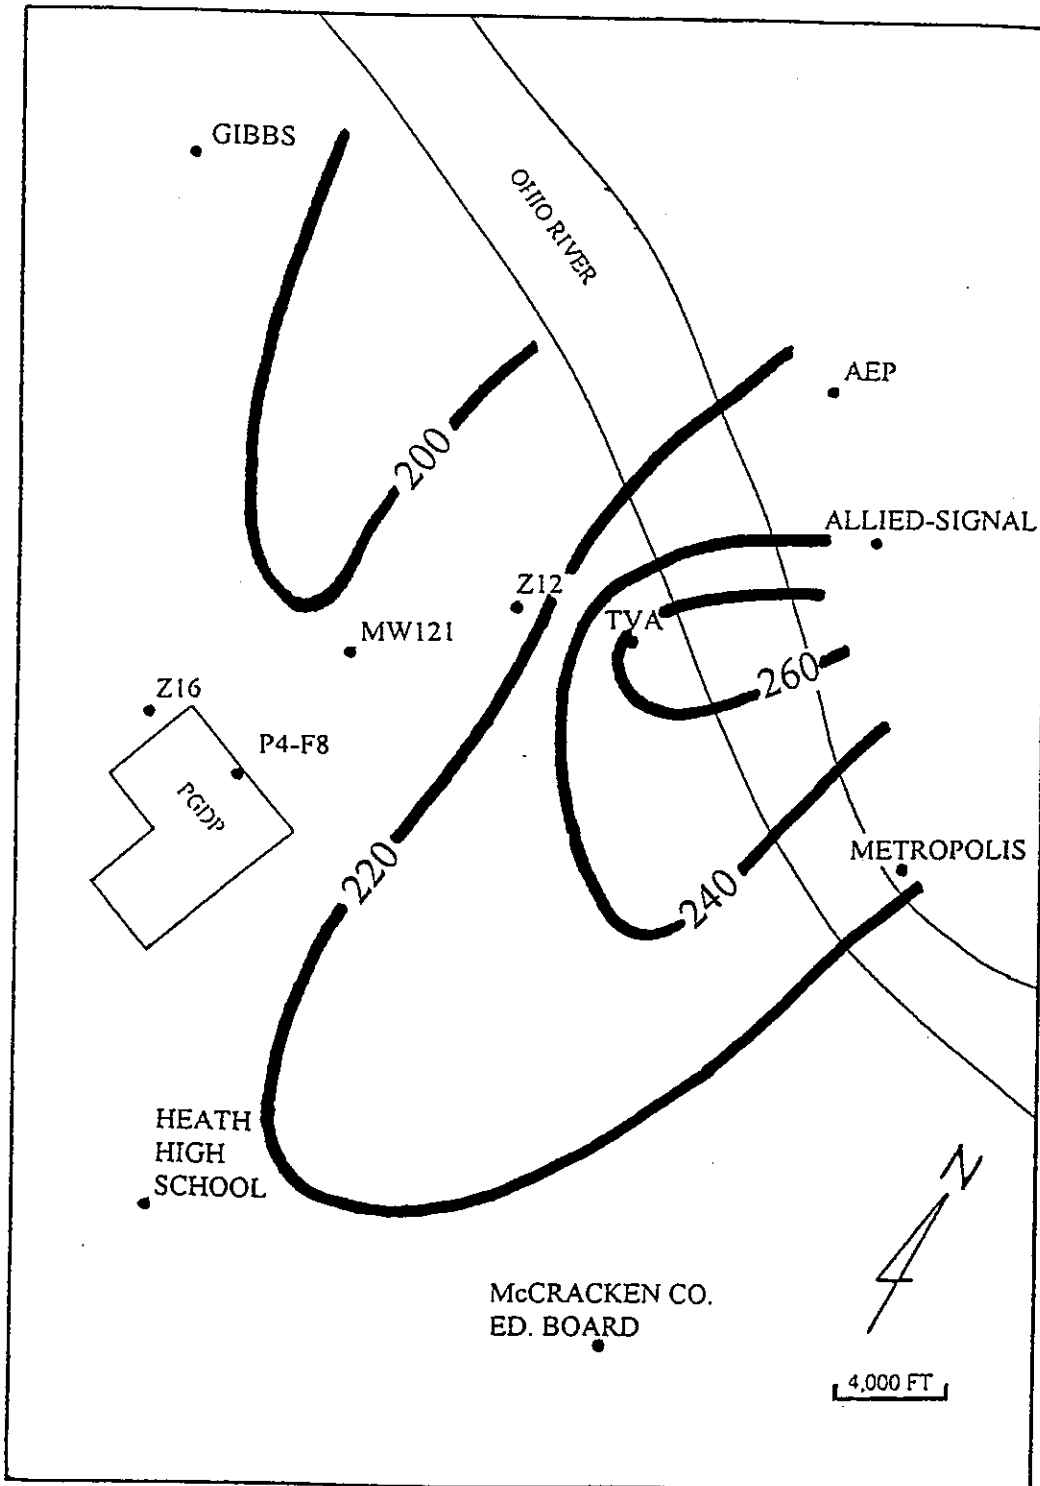 GIBBS
OHIO RIVER
AEP
200
ALLIED-SIGNAL
Z12
TVA
MW121
260
Z16
P4-F8
PGDP
METROPOLIS
220
240
HEATH
HIGH
SCHOOL
N
McCRACKEN CO.
ED. BOARD
4,000 FT